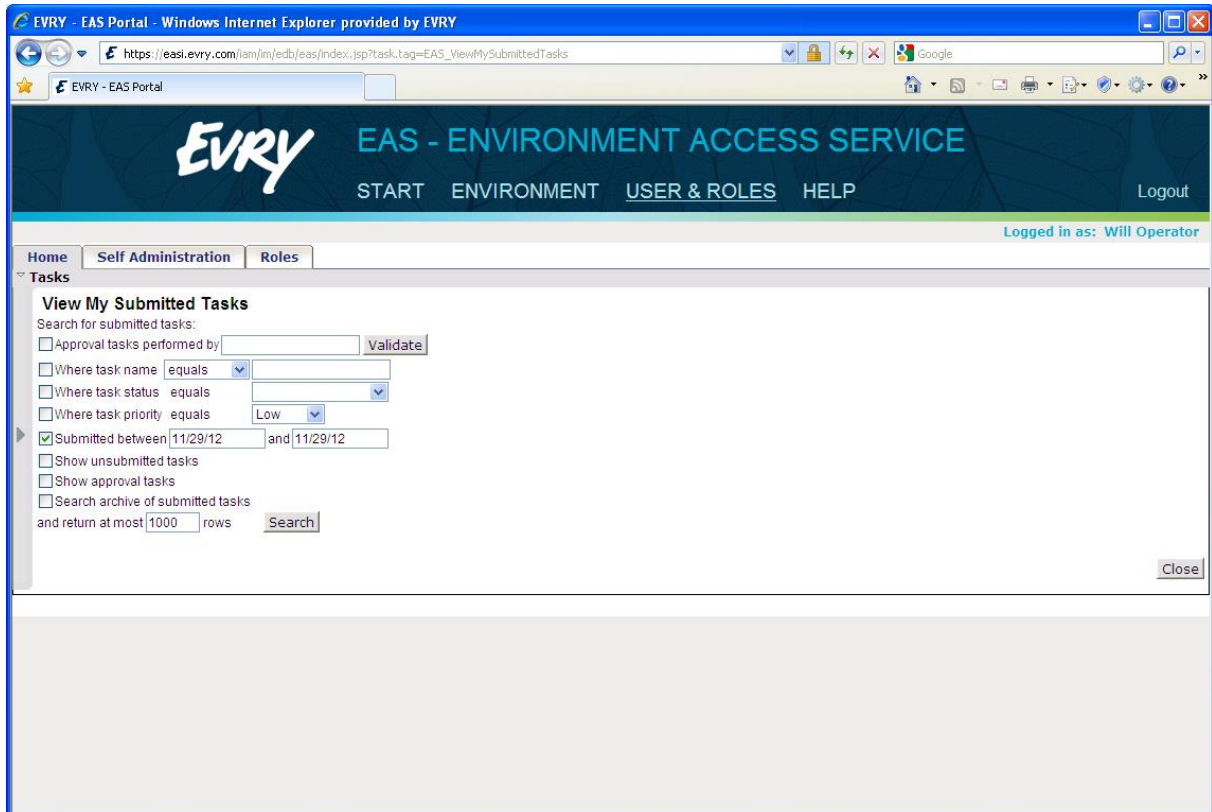 EVRY - EAS Portal - Windows Internet Explorer provided by EVRY
https://easi.evry.com/iam/im/edb/eas/index.jsp?task.tag=EAS_ViewMySubmittedTasks
Google
EVRY - EAS Portal
EVRY
EAS - ENVIRONMENT ACCESS SERVICE
START ENVIRONMENT USER & ROLES HELP Logout
Logged in as: Will Operator
Home Self Administration Roles
Tasks
View My Submitted Tasks
Search for submitted tasks:
Approval tasks performed by Validate
Where task name equals
Where task status equals
Where task priority equals Low
Submitted between 11/29/12 and 11/29/12
Show unsubmitted tasks
Show approval tasks
Search archive of submitted tasks
and return at most 1000 rows Search
Close